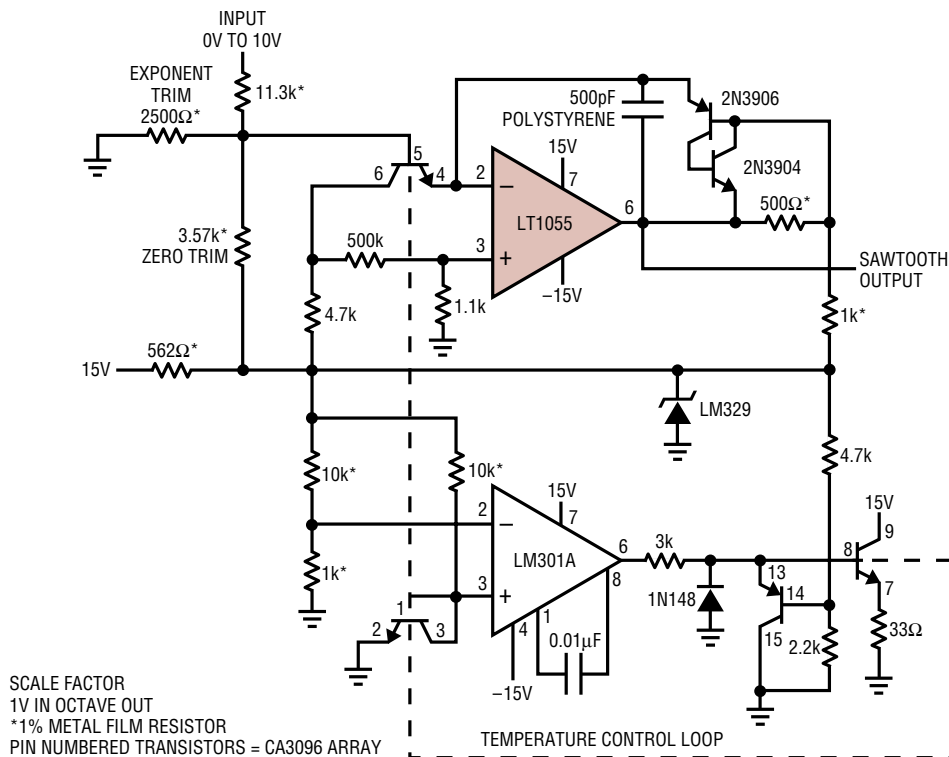 INPUT
0V TO 10V
EXPONENT
TRIM
2500Ω*
11.3k*
500pF
POLYSTYRENE
2N3906
15V
5
6
4
2
7
2N3904
–
LT1055
6
500Ω*
3.57k*
ZERO TRIM
500k
3
+
–15V
SAWTOOTH
OUTPUT
4.7k
1.1k
1k*
15V
562Ω*
LM329
10k*
10k*
4.7k
15V
15V
2
7
9
–
LM301A
6
3k
8
8
1k*
3
+
13
7
1N148
14
1
1
4
0.01µF
15
2.2k
33Ω
2
3
–15V
SCALE FACTOR
1V IN OCTAVE OUT
*1% METAL FILM RESISTOR
PIN NUMBERED TRANSISTORS = CA3096 ARRAY
TEMPERATURE CONTROL LOOP